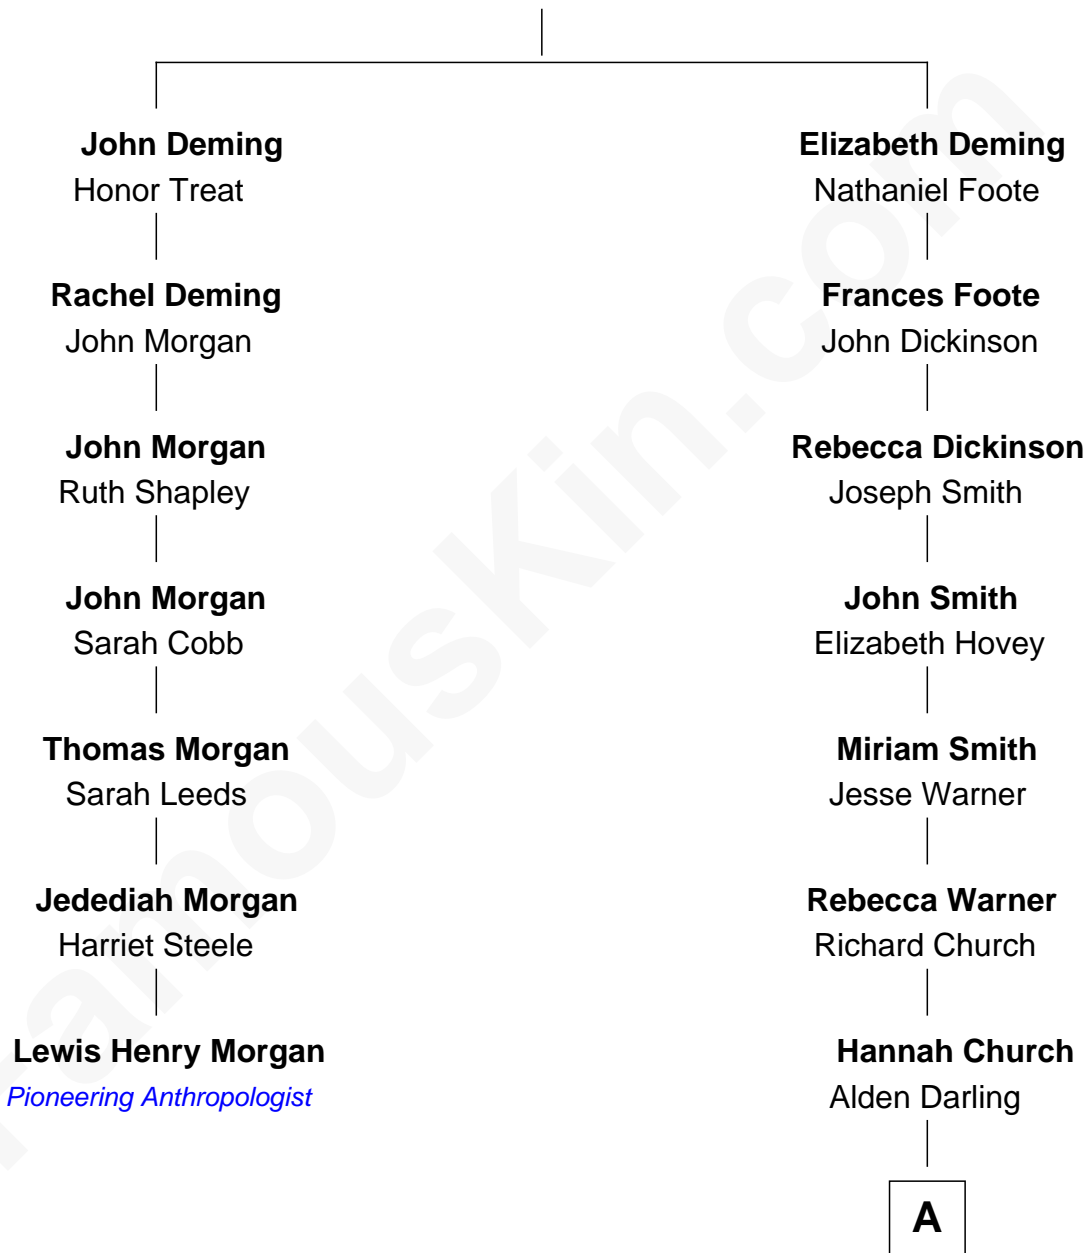 John Deming
Honor Treat
Rachel Deming
John Morgan
John Morgan
Ruth Shapley
John Morgan
Sarah Cobb
Thomas Morgan
Sarah Leeds
Jedediah Morgan
Harriet Steele
Lewis Henry Morgan
Pioneering Anthropologist
Elizabeth Deming
Nathaniel Foote
Frances Foote
John Dickinson
Rebecca Dickinson
Joseph Smith
John Smith
Elizabeth Hovey
Miriam Smith
Jesse Warner
Rebecca Warner
Richard Church
Hannah Church
Alden Darling
A
FamousKin.com